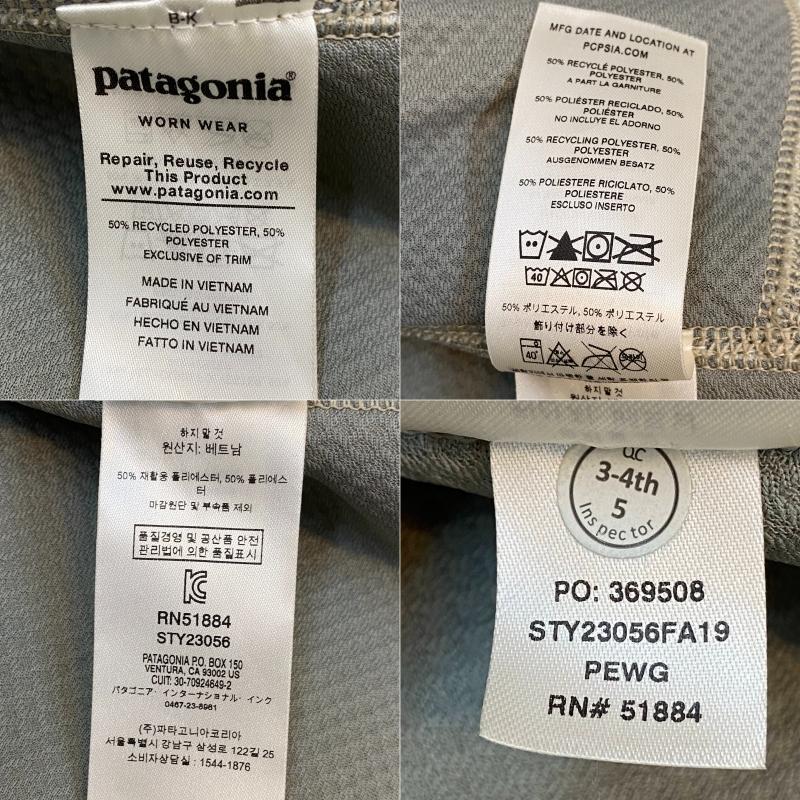 B-K
patagonia®
WORN WEAR
Repair, Reuse, Recycle
This Product
www.patagonia.com
50% RECYCLED POLYESTER, 50%
POLYESTER
EXCLUSIVE OF TRIM
MADE IN VIETNAM
FABRIQUÉ AU VIETNAM
HECHO EN VIETNAM
FATTO IN VIETNAM
MFG DATE AND LOCATION AT
PCPSIA.COM
50% RECYCLÉ POLYESTER, 50%
POLYESTER
A PART LA GARNITURE
50% POLIÉSTER RECICLADO, 50%
POLIÉSTER
NO INCLUYE EL ADORNO
50% RECYCLING POLYESTER, 50%
POLYESTER
AUSGENOMMEN BESATZ
50% POLIESTERE RICICLATO, 50%
POLIESTERE
ESCLUSO INSERTO
40
50% ポリエステル, 50% ポリエステル
飾り付け部分を除く
40
하지 말 것
하지 말 것
원산지: 베트남
50% 재활용 폴리에스터, 50% 폴리에스
터
마감원단 및 부속품 제외
품질경영 및 공산품 안전
관리법에 의한 품질표시
RN51884
STY23056
PATAGONIA P.O. BOX 150
VENTURA, CA 93002 US
CUIT: 30-70924649-2
パタゴニア・インターナショナル・インク
0467-23-8961
(주)파타고니아코리아
서울특별시 강남구 삼성로 122길 25
소비자상담실 : 1544-1876
QC
3-4th
5
Inspector
PO: 369508
STY23056FA19
PEWG
RN# 51884